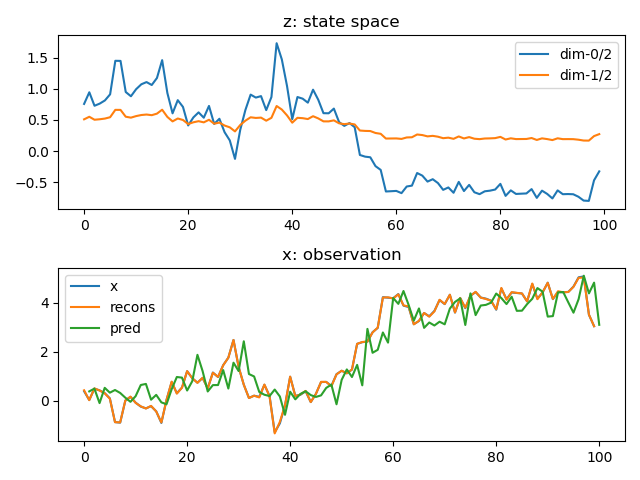 z: state space
1.5
1.0
0.5
0.0
−0.5
dim-0/2
dim-1/2
0 20 40 60 80 100
x: observation
4
2
0
x
recons
pred
0 20 40 60 80 100